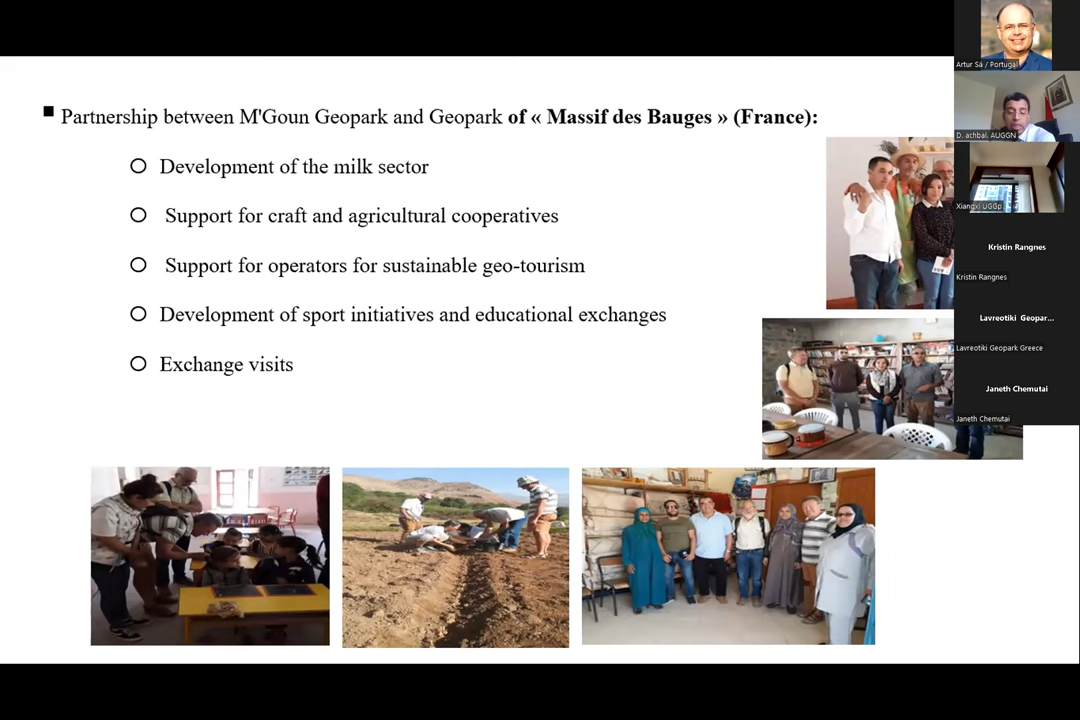 Partnership between M'Goun Geopark and Geopark of « Massif des Bauges » (France):
Development of the milk sector
Support for craft and agricultural cooperatives
Support for operators for sustainable geo-tourism
Development of sport initiatives and educational exchanges
Exchange visits
Artur Sá / Portugal
D. achbal, AUGGN
Xiangxi UGGp
Kristin Rangnes
Kristin Rangnes
Lavreotiki Geopar...
Lavreotiki Geopark Greece
Janeth Chemutai
Janeth Chemutai